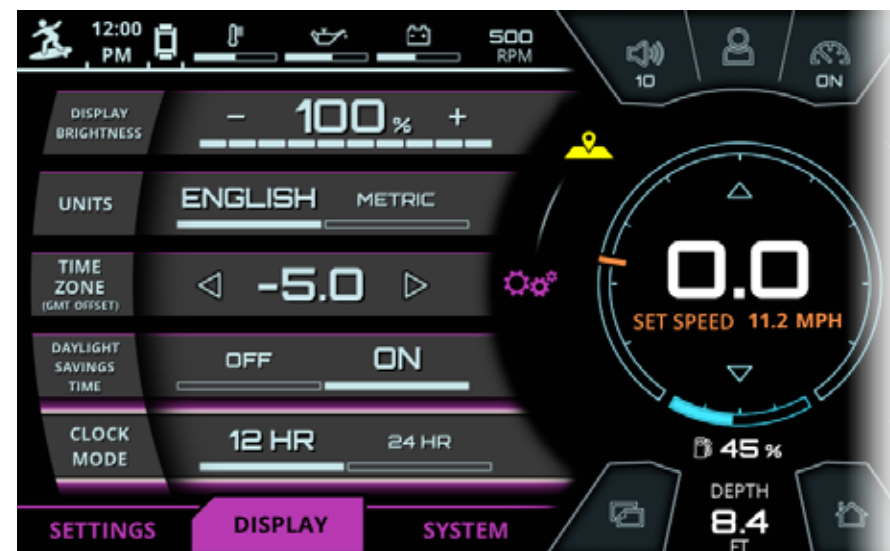 12:00
PM
500
RPM
10
ON
DISPLAY
BRIGHTNESS
- 100% +
UNITS
ENGLISH METRIC
TIME
ZONE
(GMT OFFSET)
-5.0
DAYLIGHT
SAVINGS
TIME
OFF ON
CLOCK
MODE
12 HR 24 HR
SETTINGS DISPLAY SYSTEM
0.0
SET SPEED 11.2 MPH
45%
DEPTH
8.4
FT